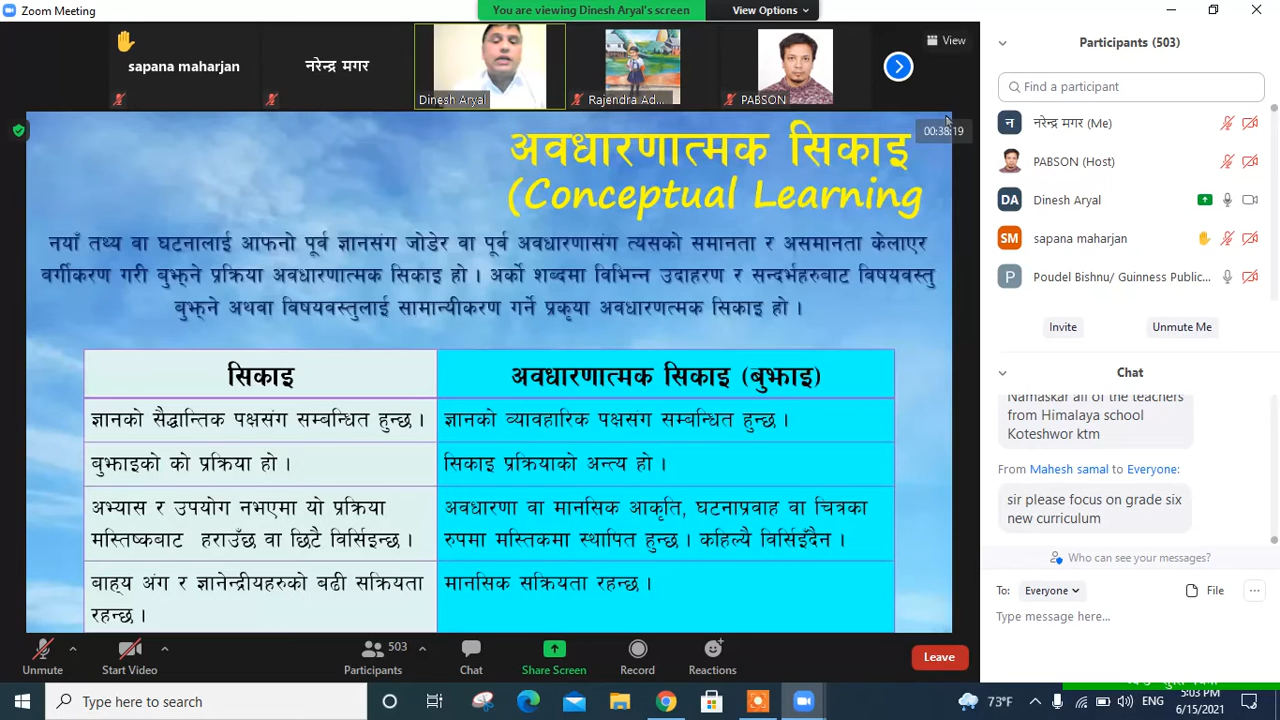 Zoom Meeting
You are viewing Dinesh Aryal's screen
View Options
sapana maharjan
नरेन्द्र मगर
Dinesh Aryal
Rajendra Ad...
PABSON
View
00:38:19
अवधारणात्मक सिकाइ
(Conceptual Learning
नयाँ तथ्य वा घटनालाई आफनो पूर्व ज्ञानसंग जोडेर वा पूर्व अवधारणासंग त्यसको समानता र असमानता केलाएर
वर्गीकरण गरी बुझ्ने प्रक्रिया अवधारणात्मक सिकाइ हो । अर्को शब्दमा विभिन्न उदाहरण र सन्दर्भहरुबाट विषयवस्तु
बुझ्ने अथवा विषयवस्तुलाई सामान्यीकरण गर्ने प्रकृया अवधारणत्मक सिकाइ हो ।
सिकाइ
अवधारणात्मक सिकाइ (बुझाइ)
ज्ञानको सैद्धान्तिक पक्षसंग सम्बन्धित हुन्छ ।
ज्ञानको व्यावहारिक पक्षसंग सम्बन्धित हुन्छ ।
बुझाइको को प्रक्रिया हो ।
सिकाइ प्रक्रियाको अन्त्य हो ।
अभ्यास र उपयोग नभएमा यो प्रक्रिया
मस्तिष्कबाट हराउँछ वा छिटै विर्सिइन्छ ।
अवधारणा वा मानसिक आकृति, घटनाप्रवाह वा चित्रका
रुपमा मस्तिकमा स्थापित हुन्छ । कहिल्यै विर्सिइँदैन ।
बाह्य अंग र ज्ञानेन्द्रीयहरुको बढी सक्रियता
रहन्छ ।
मानसिक सक्रियता रहन्छ ।
Participants (503)
Find a participant
न
नरेन्द्र मगर (Me)
PABSON (Host)
DA
Dinesh Aryal
SM
sapana maharjan
P
Poudel Bishnu/ Guinness Public...
Invite
Unmute Me
Chat
Namaskar all of the teachers
from Himalaya school
Koteshwor ktm
From Mahesh samal to Everyone:
sir please focus on grade six
new curriculum
Who can see your messages?
To:
Everyone
File
Type message here...
Unmute
Start Video
503
Participants
Chat
Share Screen
Record
Reactions
Leave
Type here to search
73°F
ENG
5:03 PM
6/15/2021